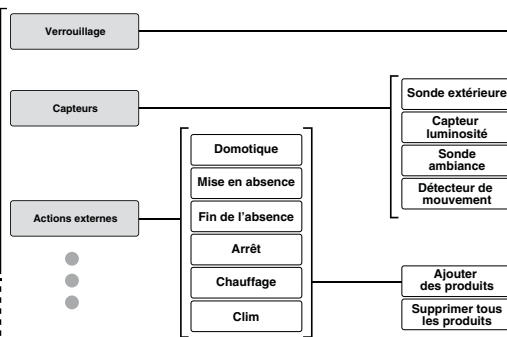 Verrouillage
Capteurs
Sonde extérieure
Capteur
luminosité
Sonde
ambiance
Détecteur de
mouvement
Actions externes
Domotique
Mise en absence
Fin de l'absence
Arrêt
Chauffage
Clim
Ajouter
des produits
Supprimer tous
les produits